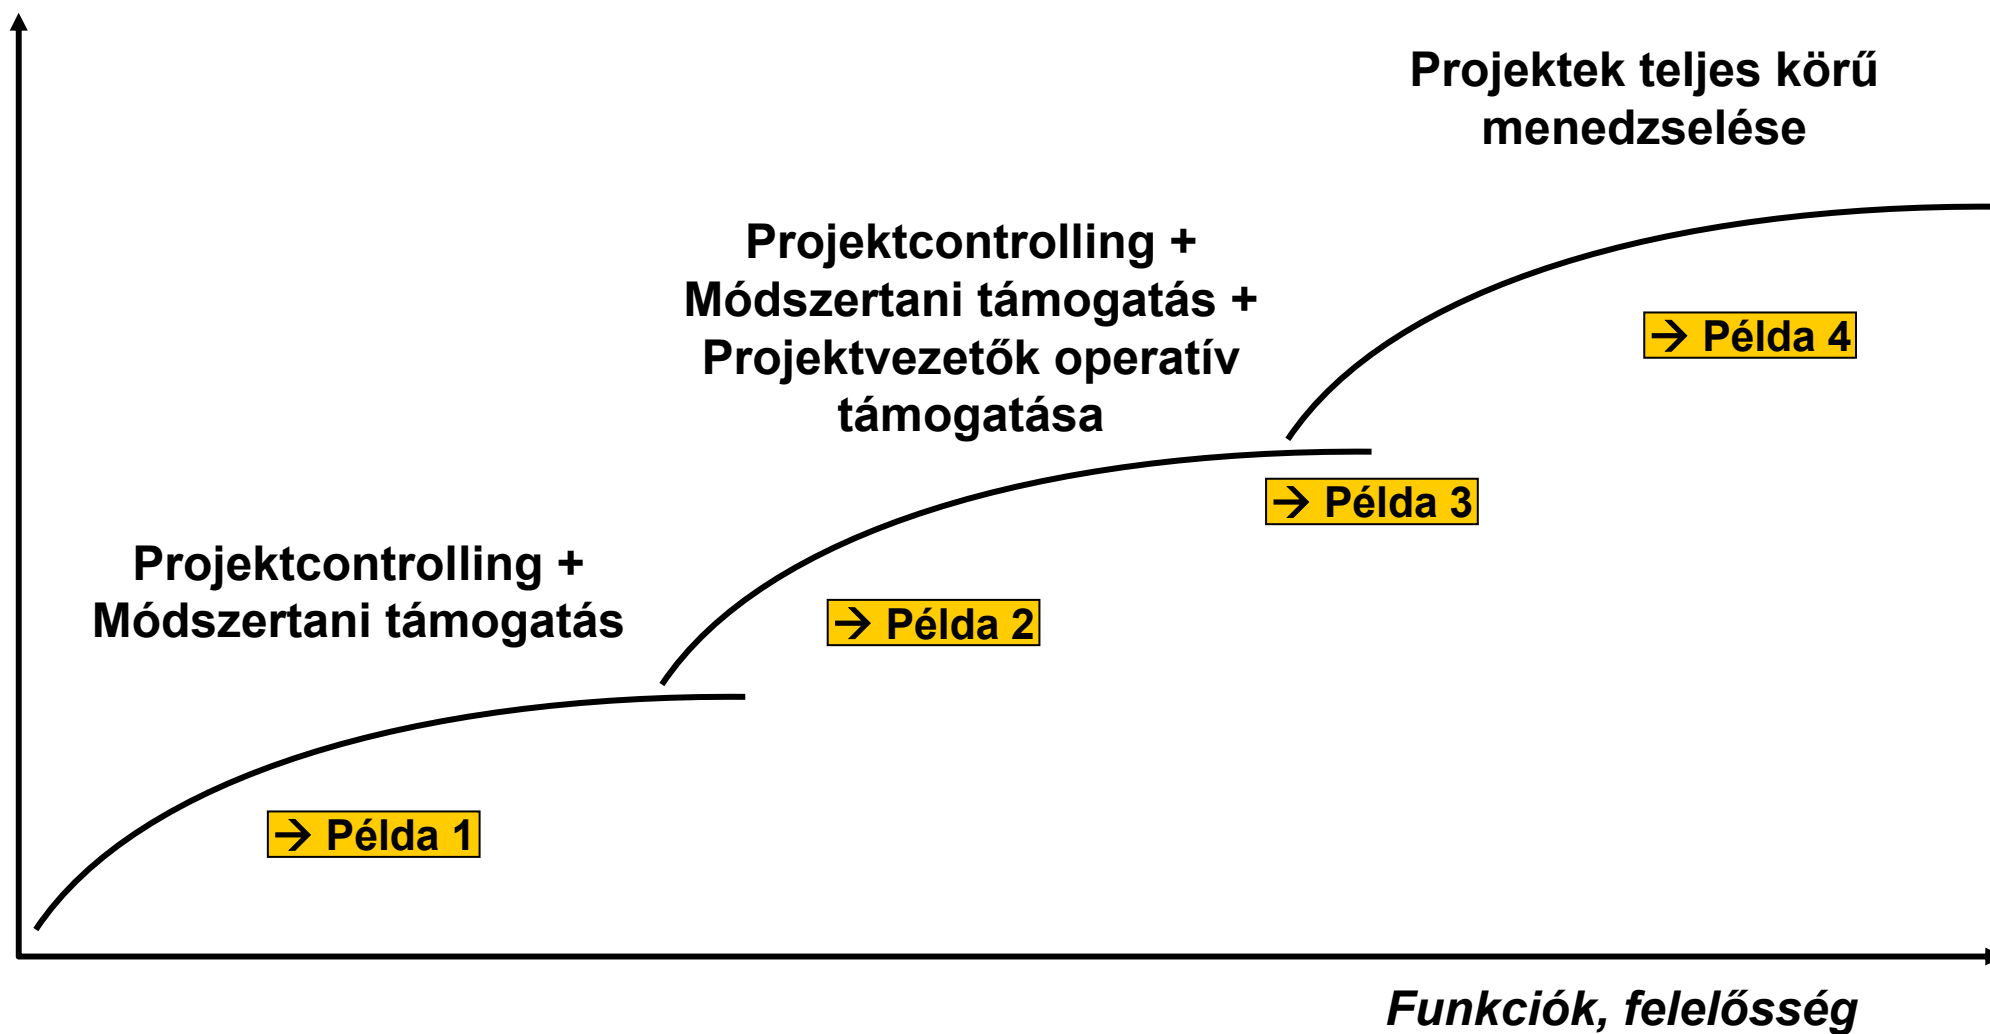 Projektek teljes körű
menedzselése
Projektcontrolling +
Módszertani támogatás +
Projektvezetők operatív
támogatása
→ Példa 4
→ Példa 3
Projektcontrolling +
Módszertani támogatás
→ Példa 2
→ Példa 1
Funkciók, felelősség